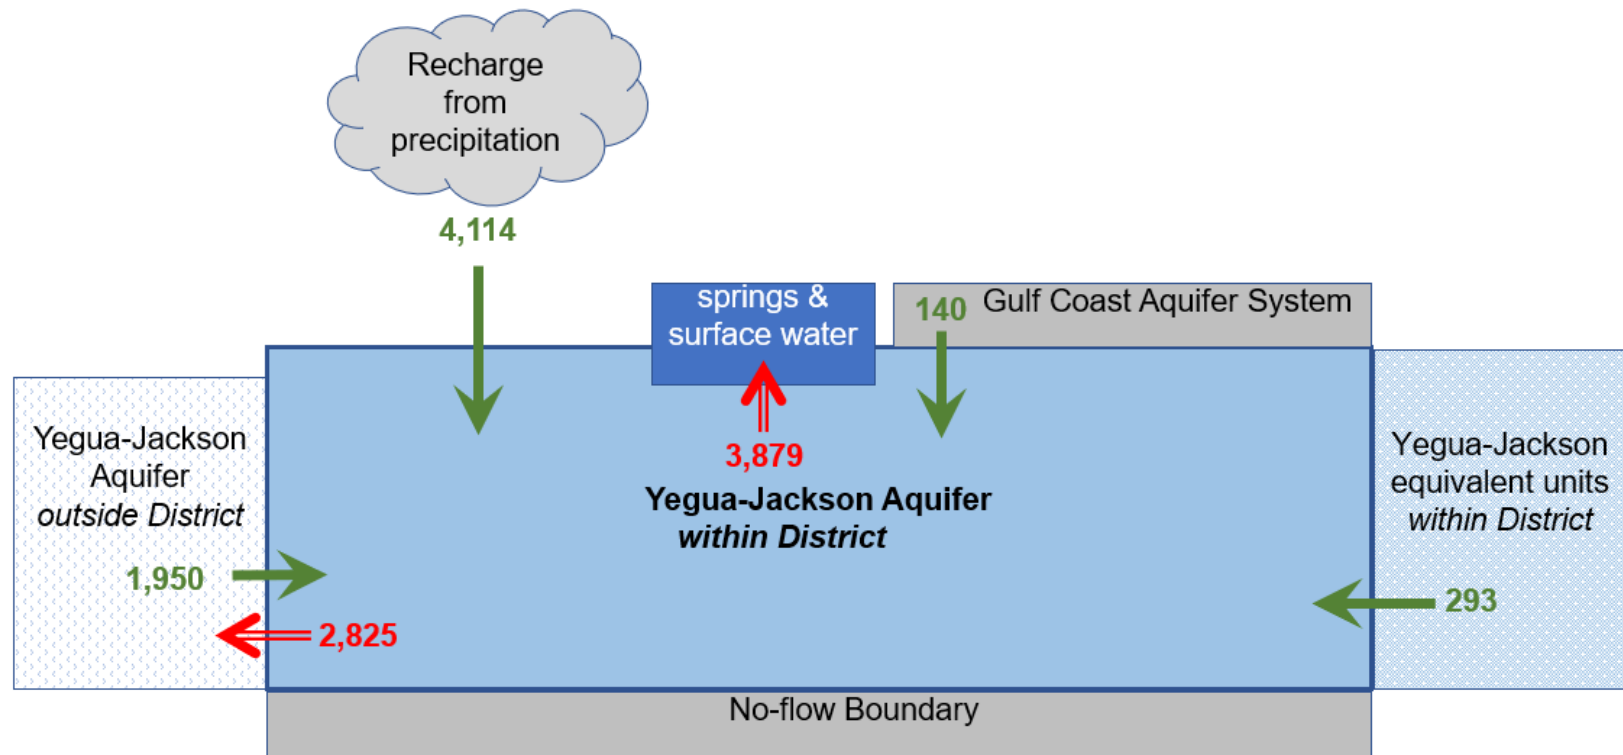 Recharge
from
precipitation
4,114
springs &
surface water
140
Gulf Coast Aquifer System
Yegua-Jackson
Aquifer
outside District
1,950
2,825
3,879
Yegua-Jackson Aquifer
within District
Yegua-Jackson
equivalent units
within District
293
No-flow Boundary